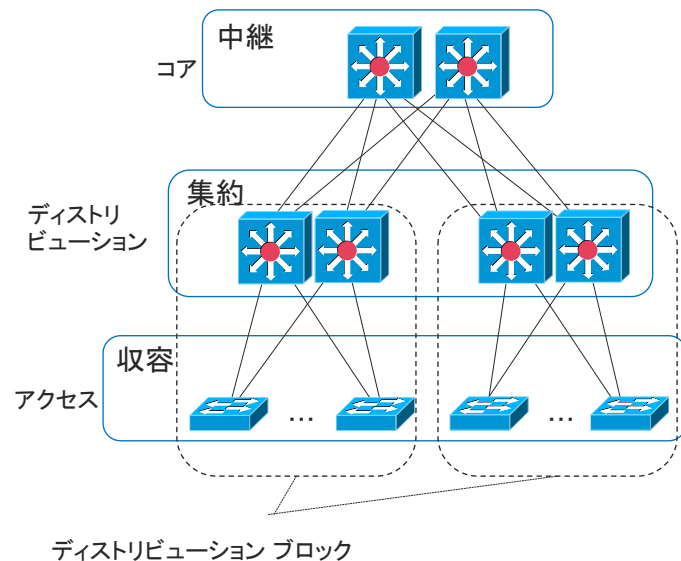 中継
コア
集約
ディストリ
ビューション
収容
アクセス
...
...
ディストリビューション ブロック